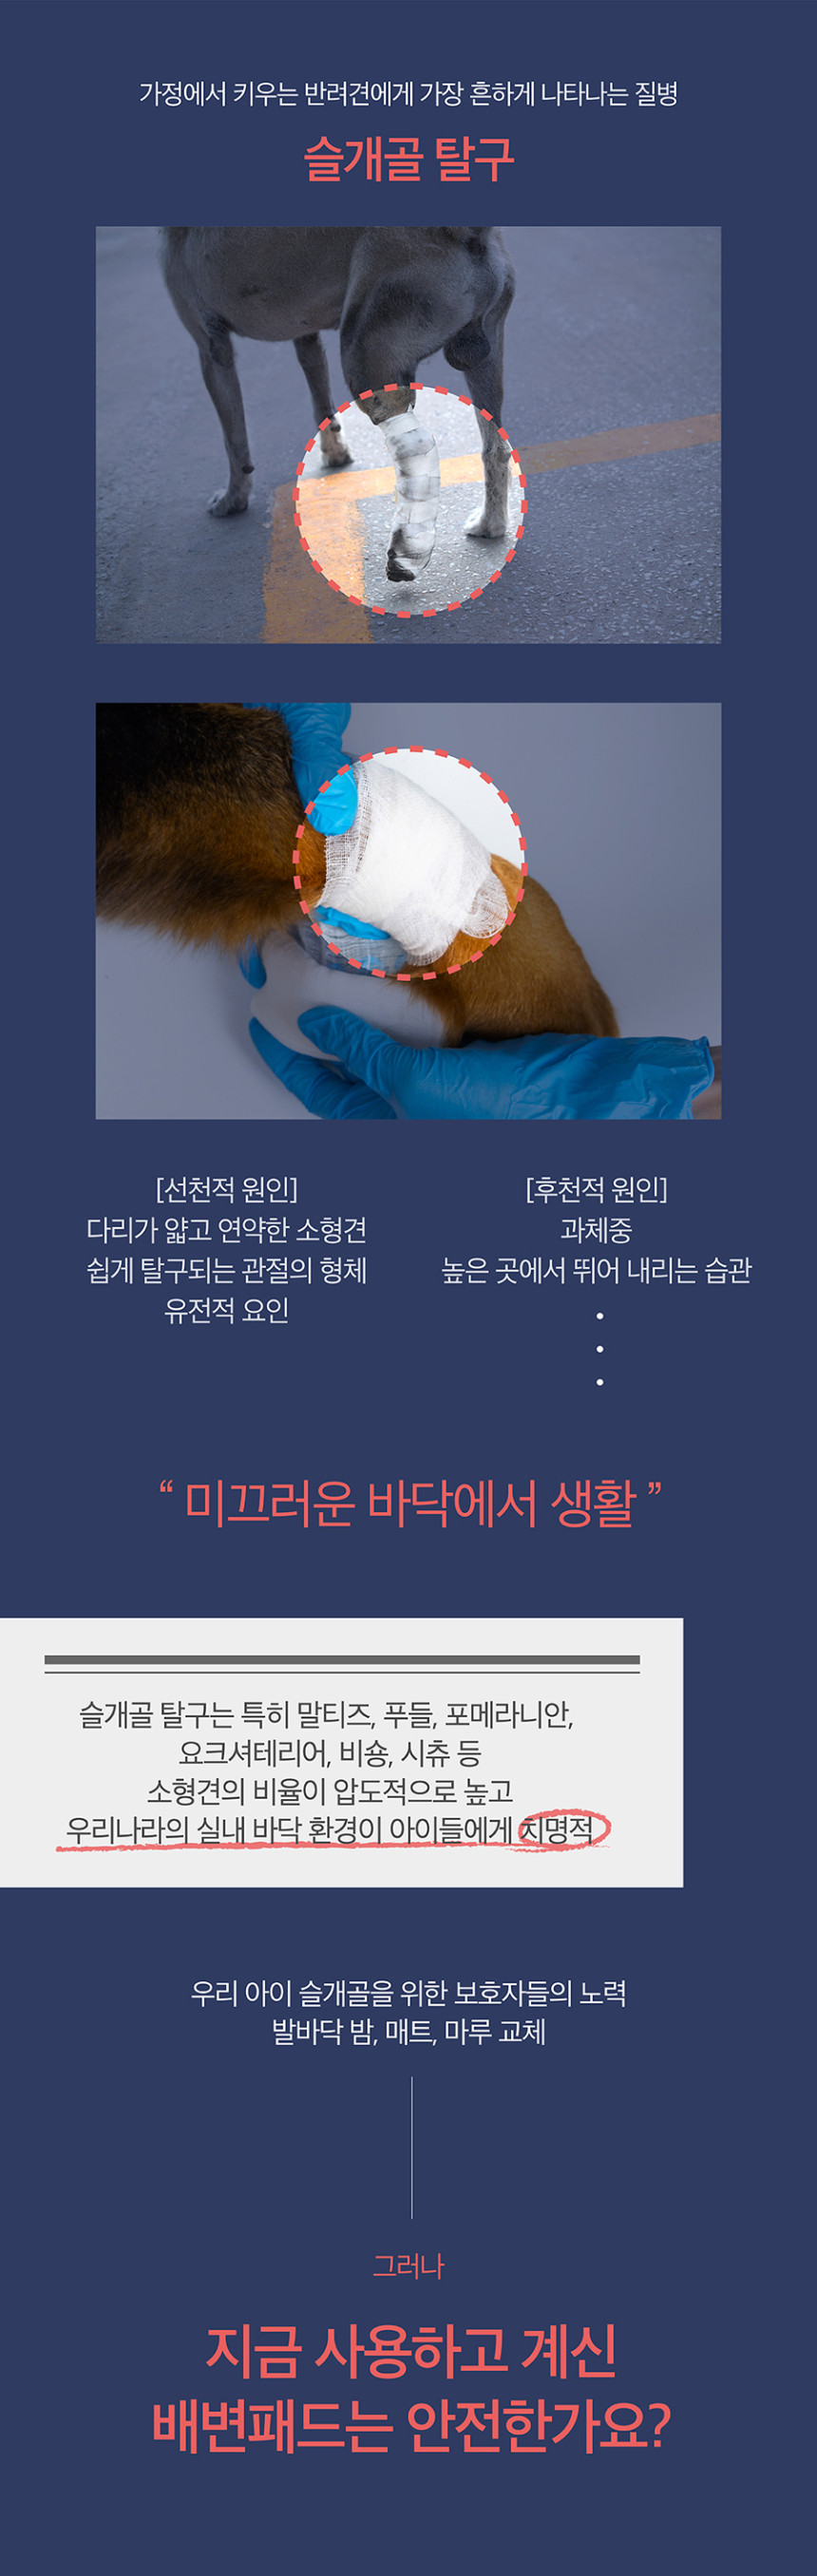 가정에서 키우는 반려견에게 가장 흔하게 나타나는 질병
슬개골 탈구
[선천적 원인]
다리가 얇고 연약한 소형견
쉽게 탈구되는 관절의 형체
유전적 요인
[후천적 원인]
과체중
높은 곳에서 뛰어 내리는 습관
“ 미끄러운 바닥에서 생활 ”
슬개골 탈구는 특히 말티즈, 푸들, 포메라니안,
요크셔테리어, 비숑, 시츄 등
소형견의 비율이 압도적으로 높고
우리나라의 실내 바닥 환경이 아이들에게 치명적
우리 아이 슬개골을 위한 보호자들의 노력
발바닥 밤, 매트, 마루 교체
그러나
지금 사용하고 계신
배변패드는 안전한가요?